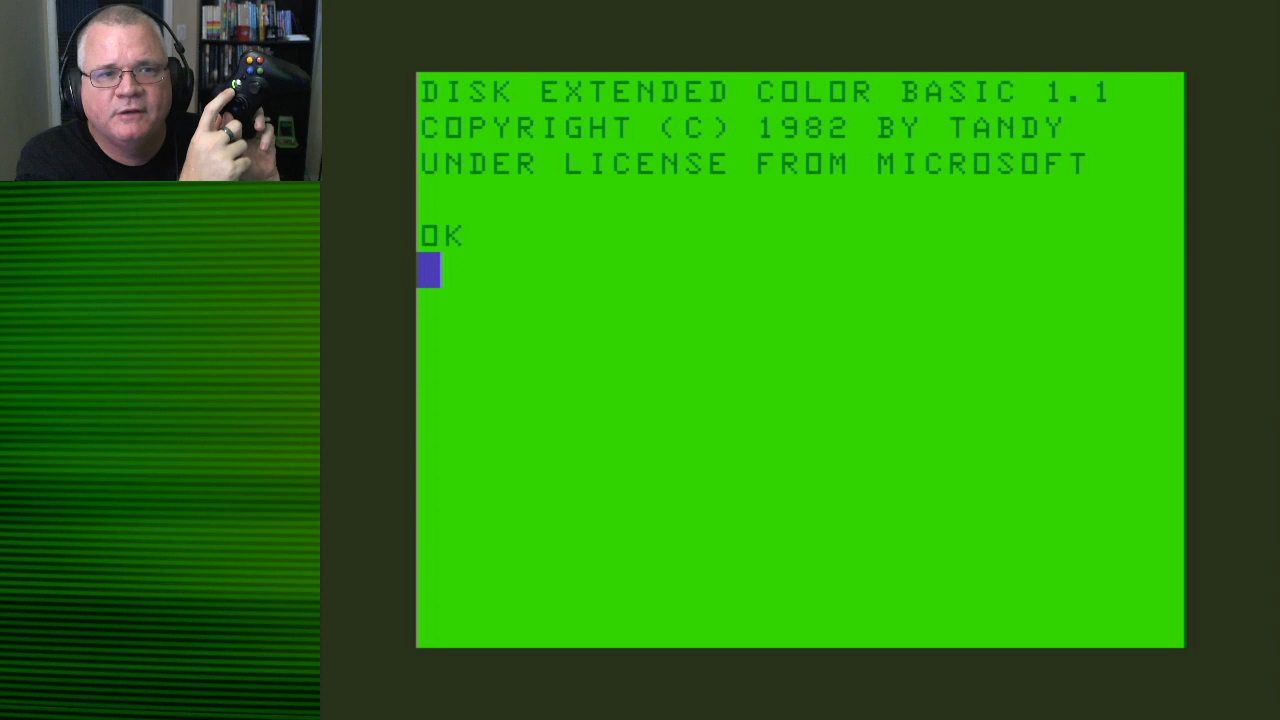 DISK EXTENDED COLOR BASIC 1.1
COPYRIGHT (C) 1982 BY TANDY
UNDER LICENSE FROM MICROSOFT
OK